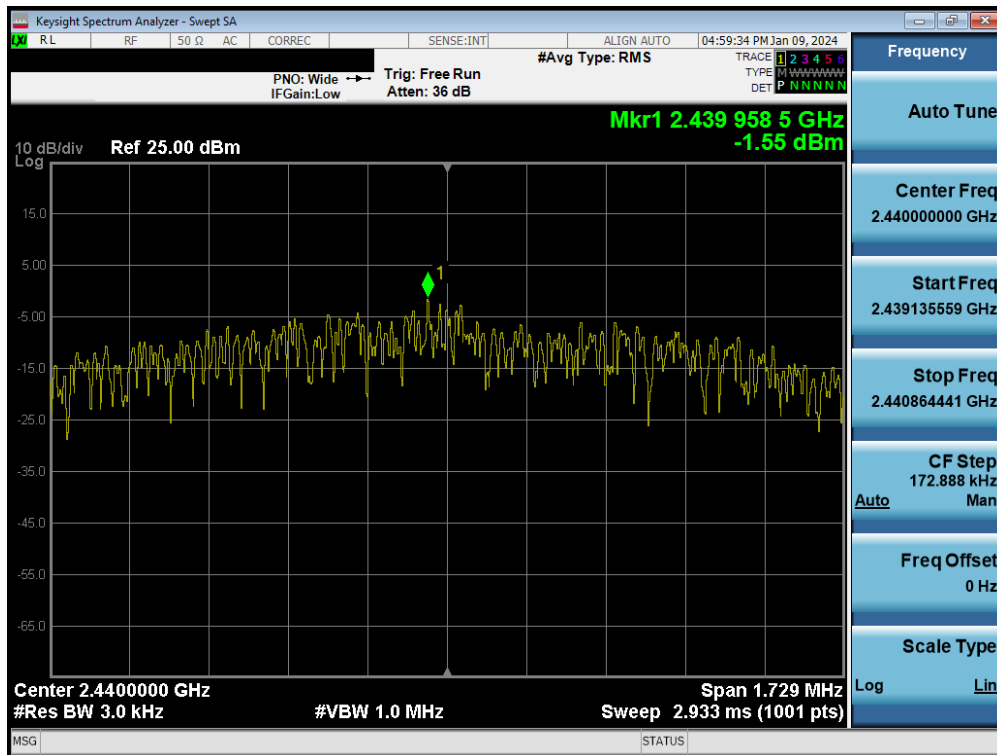 Keysight Spectrum Analyzer - Swept SA
LXI RL RF 50 Ω AC CORREC SENSE:INT ALIGN AUTO 04:59:34 PM Jan 09, 2024
PNO: Wide
IFGain:Low
Trig: Free Run
Atten: 36 dB
#Avg Type: RMS
TRACE 1 2 3 4 5 6
TYPE M WWWWW
DET P N N N N N
Mkr1 2.439 958 5 GHz
-1.55 dBm
10 dB/div
Log
Ref 25.00 dBm
15.0
5.00
-5.00
-15.0
-25.0
-35.0
-45.0
-55.0
-65.0
1
Center 2.4400000 GHz
Span 1.729 MHz
#Res BW 3.0 kHz
#VBW 1.0 MHz
Sweep 2.933 ms (1001 pts)
MSG
STATUS
Frequency
Auto Tune
Center Freq
2.440000000 GHz
Start Freq
2.439135559 GHz
Stop Freq
2.440864441 GHz
CF Step
172.888 kHz
Auto Man
Freq Offset
0 Hz
Scale Type
Log Lin